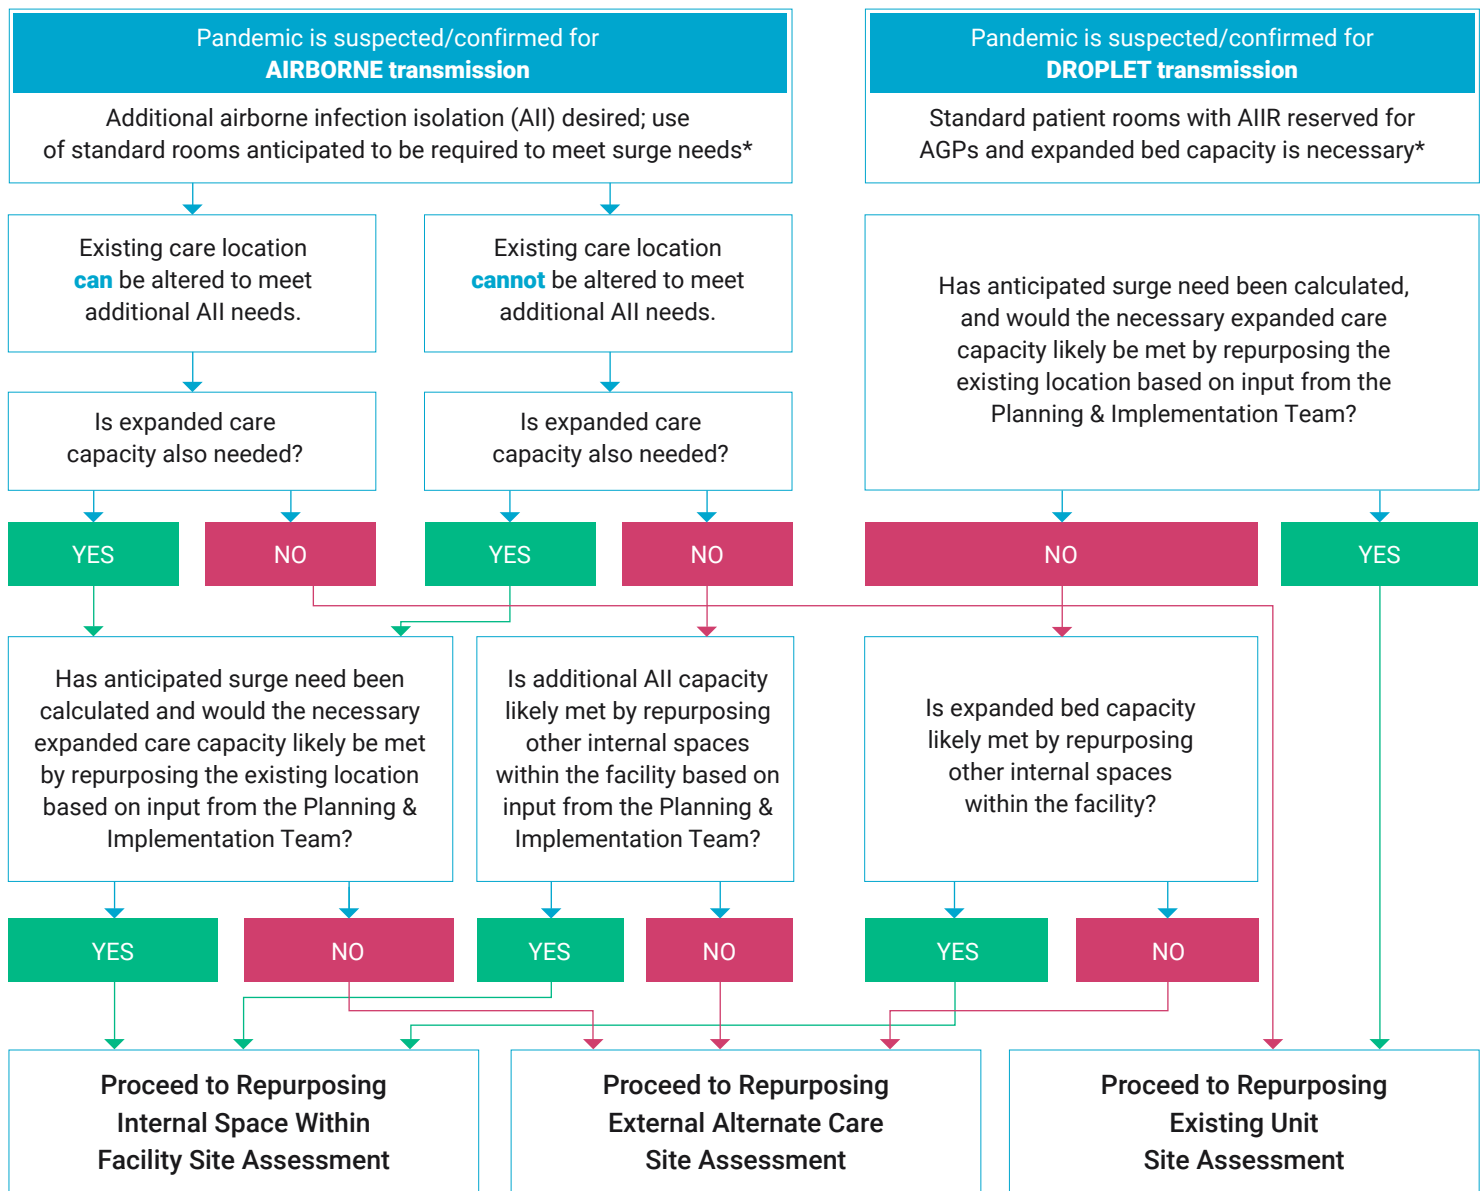 Pandemic is suspected/confirmed for
AIRBORNE transmission
Additional airborne infection isolation (AII) desired; use
of standard rooms anticipated to be required to meet surge needs*
Pandemic is suspected/confirmed for
DROPLET transmission
Standard patient rooms with AIIR reserved for
AGPs and expanded bed capacity is necessary*
Existing care location
can be altered to meet
additional AII needs.
Existing care location
cannot be altered to meet
additional AII needs.
Has anticipated surge need been calculated,
and would the necessary expanded care
capacity likely be met by repurposing the
existing location based on input from the
Planning & Implementation Team?
Is expanded care
capacity also needed?
Is expanded care
capacity also needed?
YES
NO
YES
NO
NO
YES
Has anticipated surge need been
calculated and would the necessary
expanded care capacity likely be met
by repurposing the existing location
based on input from the Planning &
Implementation Team?
Is additional AII capacity
likely met by repurposing
other internal spaces
within the facility based on
input from the Planning &
Implementation Team?
Is expanded bed capacity
likely met by repurposing
other internal spaces
within the facility?
YES
NO
YES
NO
YES
NO
Proceed to Repurposing
Internal Space Within
Facility Site Assessment
Proceed to Repurposing
External Alternate Care
Site Assessment
Proceed to Repurposing
Existing Unit
Site Assessment